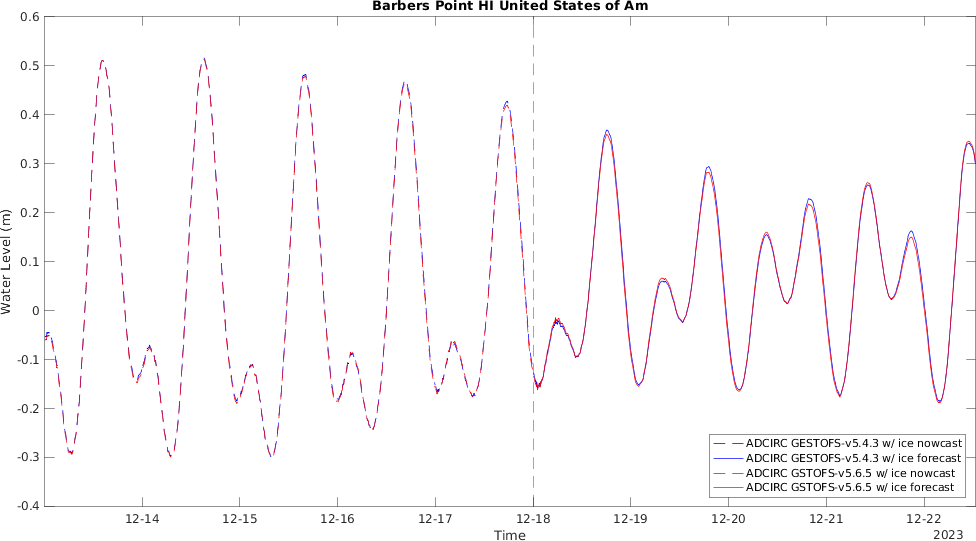 Barbers Point HI United States of Am
0.6
0.5
0.4
0.3
0.2
0.1
0
-0.1
-0.2
-0.3
-0.4
Water Level (m)
ADCIRC GESTOFS-v5.4.3 w/ ice nowcast
ADCIRC GESTOFS-v5.4.3 w/ ice forecast
ADCIRC GSTOFS-v5.6.5 w/ ice nowcast
ADCIRC GSTOFS-v5.6.5 w/ ice forecast
12-14 12-15 12-16 12-17 12-18 12-19 12-20 12-21 12-22
Time
2023